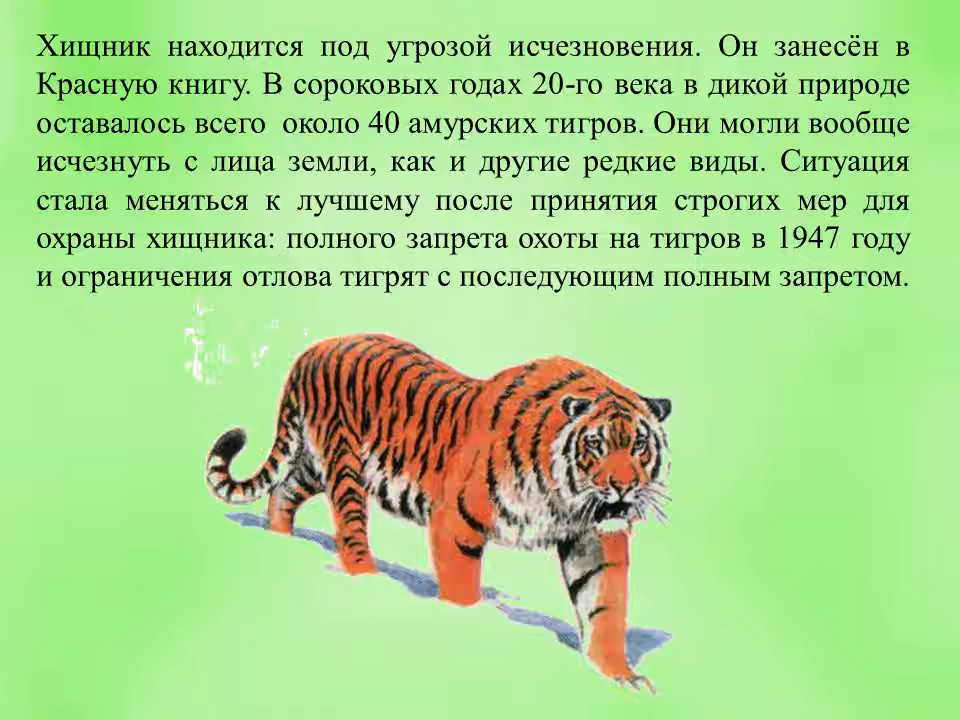 Хищник находится под угрозой исчезновения. Он занесён в
Красную книгу. В сороковых годах 20-го века в дикой природе
оставалось всего около 40 амурских тигров. Они могли вообще
исчезнуть с лица земли, как и другие редкие виды. Ситуация
стала меняться к лучшему после принятия строгих мер для
охраны хищника: полного запрета охоты на тигров в 1947 году
и ограничения отлова тигрят с последующим полным запретом.